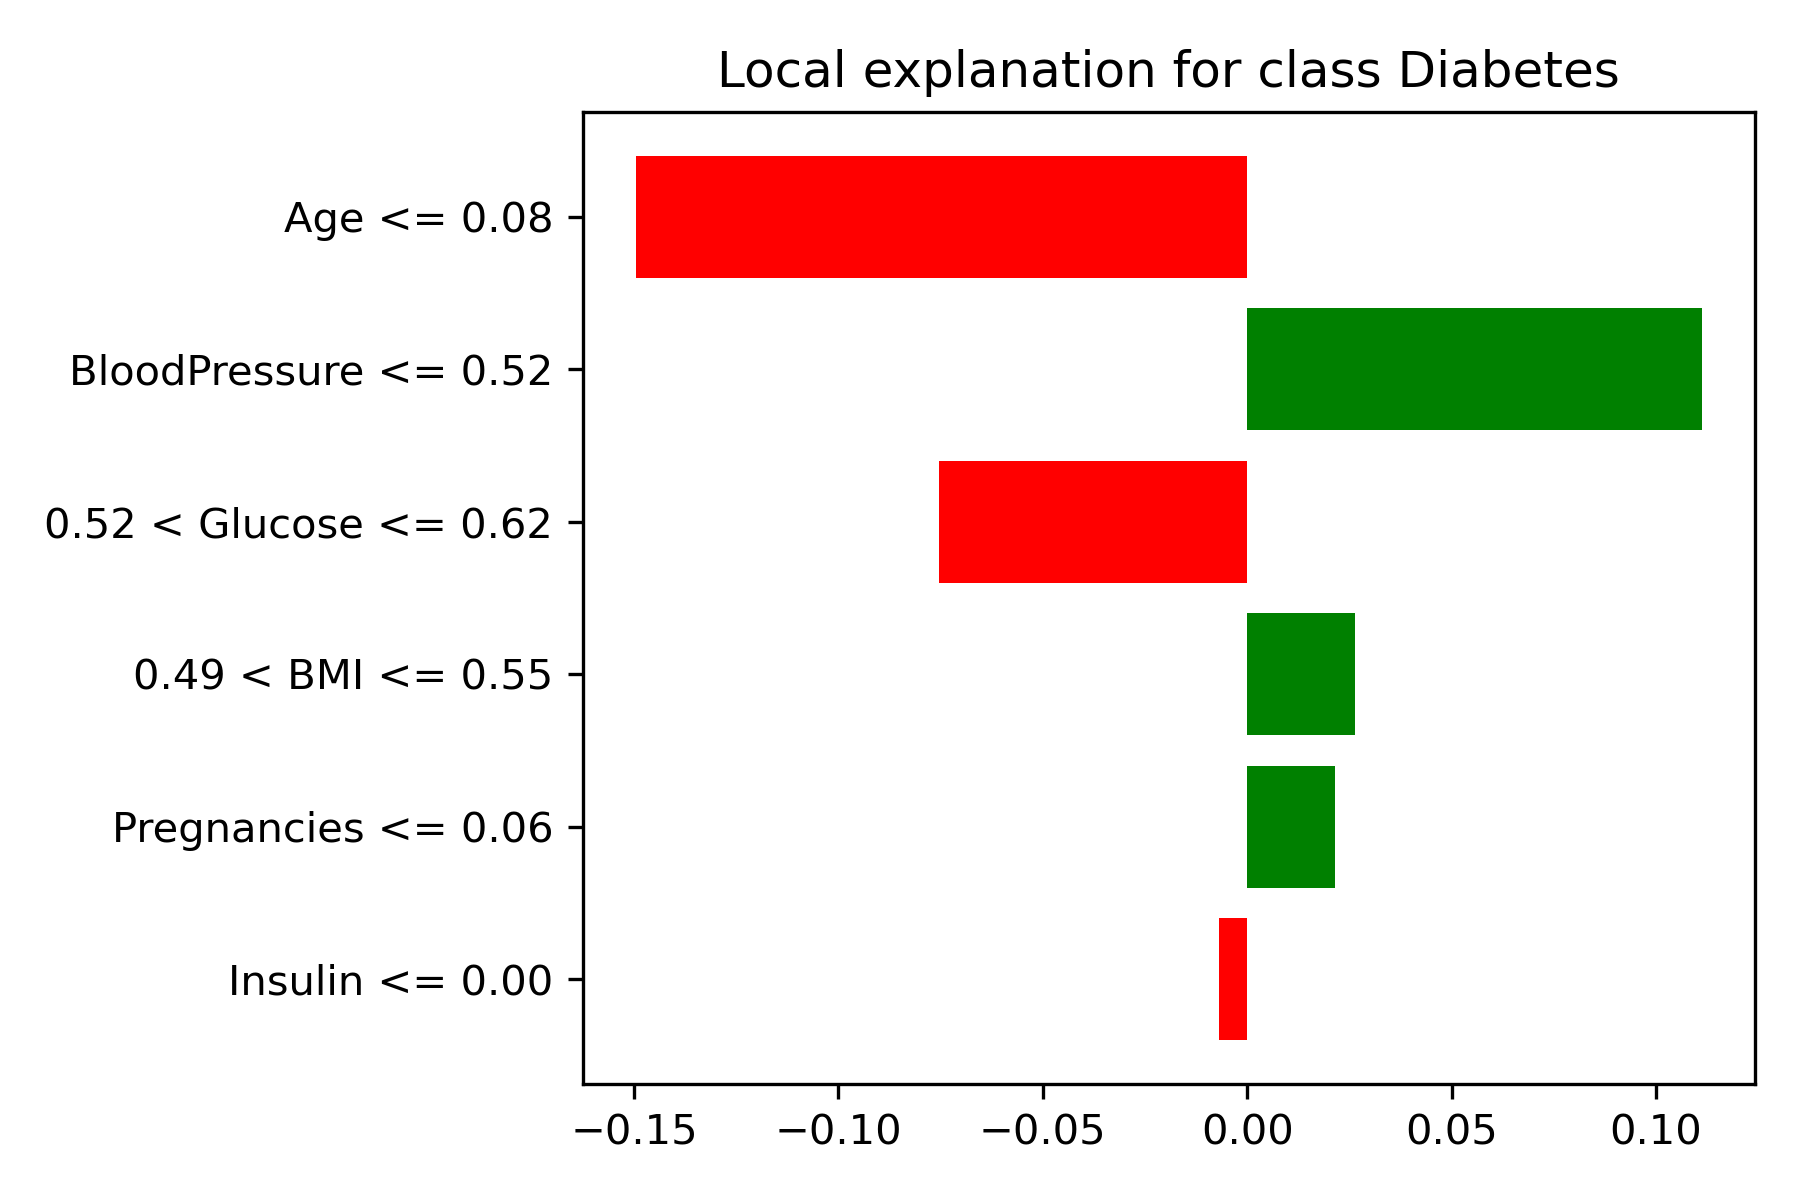 Local explanation for class Diabetes
Age <= 0.08
BloodPressure <= 0.52
0.52 < Glucose <= 0.62
0.49 < BMI <= 0.55
Pregnancies <= 0.06
Insulin <= 0.00
−0.15 −0.10 −0.05 0.00 0.05 0.10